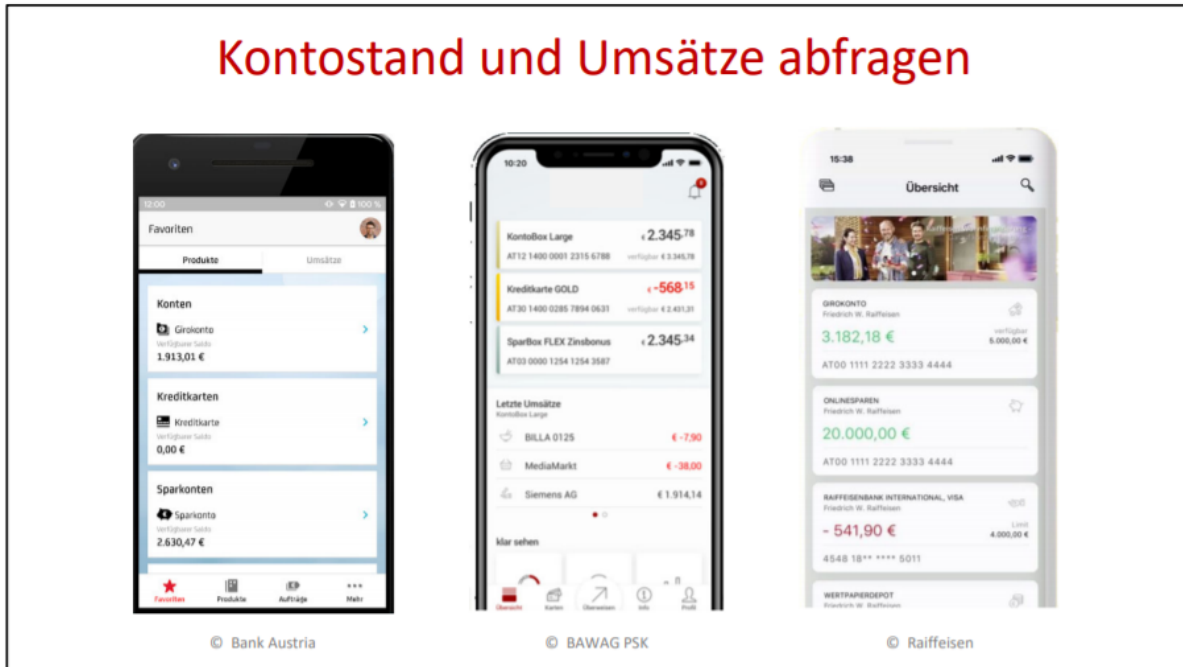 Kontostand und Umsätze abfragen
12:00
100 %
Favoriten
Produkte Umsätze
Konten
Girokonto
Verfügbarer Saldo
1.913,01 €
Kreditkarten
Kreditkarte
Verfügbarer Saldo
0,00 €
Sparkonten
Sparkonto
Verfügbarer Saldo
2.630,47 €
Favoriten Produkte Aufträge Mehr
© Bank Austria
10:20
KontoBox Large € 2.345,78
AT12 1400 0001 2315 6788 verfügbar € 3.345,78
Kreditkarte GOLD € -568,15
AT30 1400 0285 7894 0631 verfügbar € 2.431,31
SparBox FLEX Zinsbonus € 2.345,34
AT03 0000 1254 1254 3587
Letzte Umsätze
KontoBox Large
BILLA 0125 € -7,90
MediaMarkt € -38,00
Siemens AG € 1.914,14
klar sehen
Übersicht Karten Überweisen Info Profil
© BAWAG PSK
15:38
Übersicht
GIROKONTO
Friedrich W. Raiffeisen
3.182,18 € verfügbar
5.000,00 €
AT00 1111 2222 3333 4444
ONLINESPAREN
Friedrich W. Raiffeisen
20.000,00 €
AT00 1111 2222 3333 4444
RAIFFEISENBANK INTERNATIONAL, VISA
Friedrich W. Raiffeisen
- 541,90 € Limit
4.000,00 €
4548 18** **** 5011
WERTPAPIERDEPOT
Friedrich W. Raiffeisen
© Raiffeisen